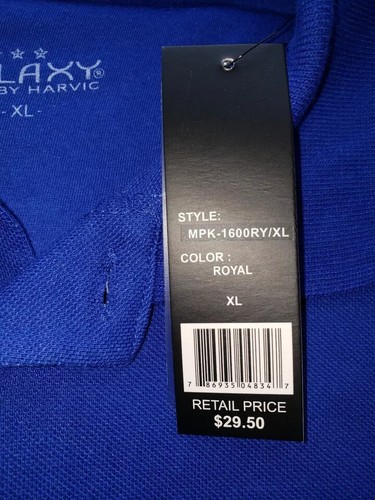 LAXY®
BY HARVIC
- XL -
STYLE:
MPK-1600RY/XL
COLOR :
ROYAL
XL
7 86935 04834 7
RETAIL PRICE
$29.50